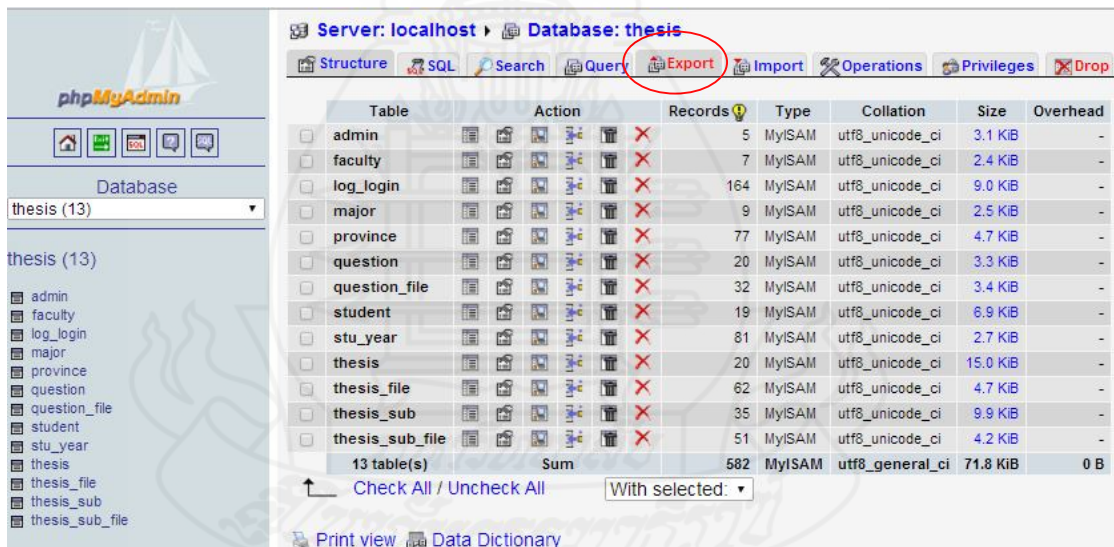 Server: localhost ▸ Database: thesis
Structure SQL Search Query Export Import Operations Privileges Drop
phpMyAdmin
Database
thesis (13)
thesis (13)
admin
faculty
log_login
major
province
question
question_file
student
stu_year
thesis
thesis_file
thesis_sub
thesis_sub_file
Table Action Records Type Collation Size Overhead
admin 5 MyISAM utf8_unicode_ci 3.1 KiB -
faculty 7 MyISAM utf8_unicode_ci 2.4 KiB -
log_login 164 MyISAM utf8_unicode_ci 9.0 KiB -
major 9 MyISAM utf8_unicode_ci 2.5 KiB -
province 77 MyISAM utf8_unicode_ci 4.7 KiB -
question 20 MyISAM utf8_unicode_ci 3.3 KiB -
question_file 32 MyISAM utf8_unicode_ci 3.4 KiB -
student 19 MyISAM utf8_unicode_ci 6.9 KiB -
stu_year 81 MyISAM utf8_unicode_ci 2.7 KiB -
thesis 20 MyISAM utf8_unicode_ci 15.0 KiB -
thesis_file 62 MyISAM utf8_unicode_ci 4.7 KiB -
thesis_sub 35 MyISAM utf8_unicode_ci 9.9 KiB -
thesis_sub_file 51 MyISAM utf8_unicode_ci 4.2 KiB -
13 table(s) Sum 582 MyISAM utf8_general_ci 71.8 KiB 0 B
Check All / Uncheck All With selected:
Print view Data Dictionary